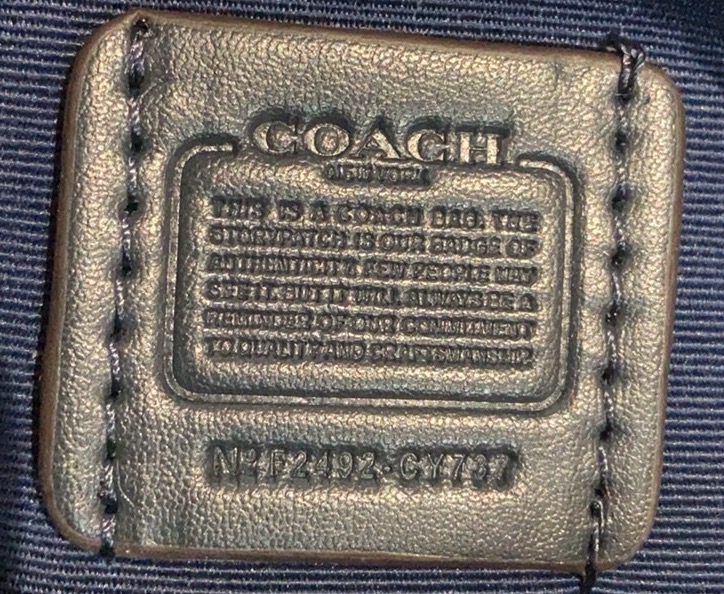 COACH
NEW YORK
THIS IS A COACH BAG. THE
STORYPATCH IS OUR BADGE OF
AUTHENTICITY. FEW PEOPLE MAY
SEE IT, BUT IT WILL ALWAYS BE A
REMINDER OF OUR COMMITMENT
TO QUALITY AND CRAFTSMANSHIP.
Nº F2492-CY737